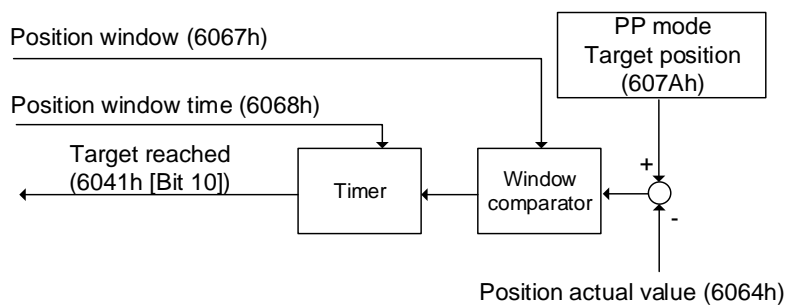 Position window (6067h)
PP mode
Target position
(607Ah)
Position window time (6068h)
Target reached
(6041h [Bit 10])
Timer
Window
comparator
+
-
Position actual value (6064h)